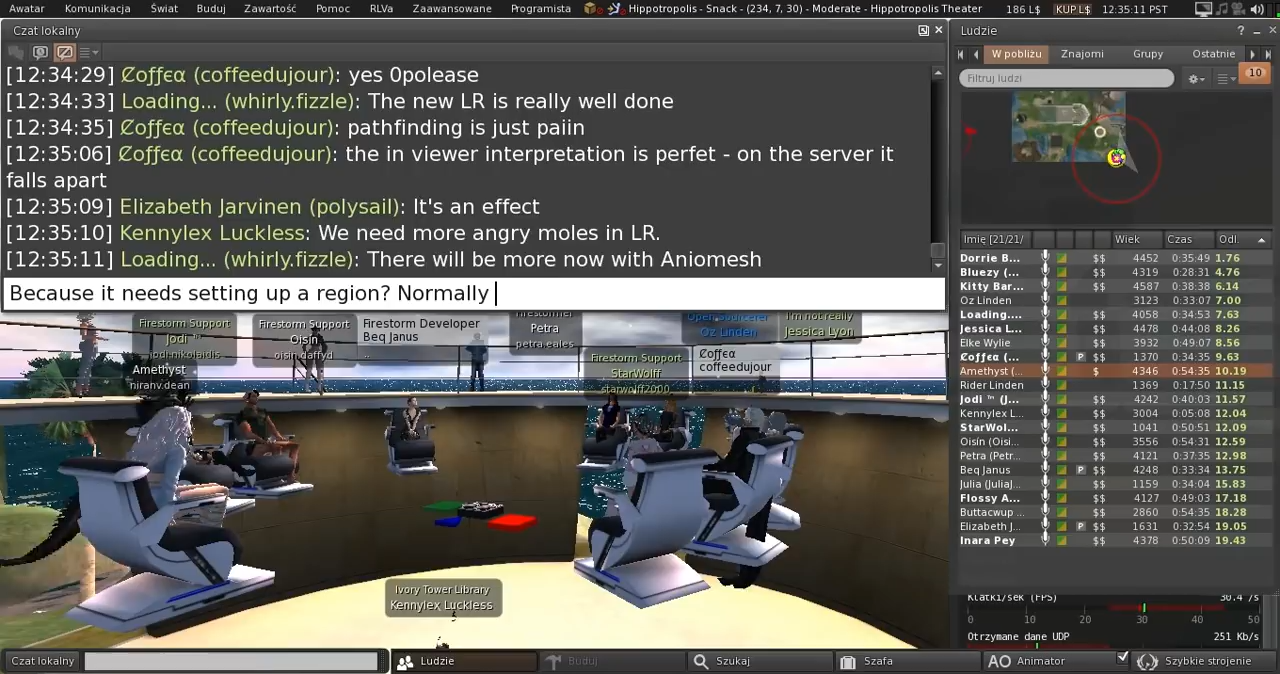 Awatar Komunikacja Świat Buduj Zawartość Pomoc RLVa Zaawansowane Programista Hippotropolis - Snack - (234, 7, 30) - Moderate - Hippotropolis Theater 186 L$ KUP L$ 12:35:11 PST
Czat lokalny
[12:34:29] Ȼσƒƒєα (coffeedujour): yes 0polease
[12:34:33] Loading... (whirly.fizzle): The new LR is really well done
[12:34:35] Ȼσƒƒєα (coffeedujour): pathfinding is just paiin
[12:35:06] Ȼσƒƒєα (coffeedujour): the in viewer interpretation is perfet - on the server it
falls apart
[12:35:09] Elizabeth Jarvinen (polysail): It's an effect
[12:35:10] Kennylex Luckless: We need more angry moles in LR.
[12:35:11] Loading... (whirly.fizzle): There will be more now with Aniomesh
Because it needs setting up a region? Normally
Firestorm Support
Jodi ™
jodi.nikolaidis
Amethyst
nirany.dean
Firestorm Support
Oisin
oisin.daffyd
Firestorm Developer
Beq Janus
...
Petra
petra.eales
Firestorm Support
StarWolff
starwolff2000
Open Sourcerer
Oz Linden
Ȼσƒƒєα
coffeedujour
I'm not really
Jessica Lyon
Ivory Tower Library
Kennylex Luckless
Ludzie
W pobliżu Znajomi Grupy Ostatnie
Filtruj ludzi
10
Imię [21/21/ Wiek Czas Odl.
Dorrie B... $$ 4452 0:35:49 1.76
Bluezy (... $$ 4319 0:28:31 4.76
Kitty Bar... $$ 4587 0:38:38 6.14
Oz Linden 3123 0:33:07 7.00
Loading.... $$ 4058 0:34:53 7.63
Jessica L... $$ 4478 0:44:08 8.26
Elke Wylie $$ 3932 0:49:07 8.56
Ȼσƒƒєα (... P $$ 1370 0:34:35 9.63
Amethyst (... $ 4346 0:54:35 10.19
Rider Linden 1369 0:17:50 11.15
Jodi ™ (J... $$ 4242 0:40:03 11.57
Kennylex L... $$ 3004 0:05:08 12.04
StarWol... $$ 1041 0:50:51 12.09
Oisín (Oisi... $$ 3556 0:54:31 12.59
Petra (Petr... $$ 4121 0:37:35 12.98
Beq Janus P $$ 4248 0:33:34 13.75
Julia (JuliaJ... $$ 1159 0:34:04 15.83
Flossy A... $$ 4127 0:49:03 17.18
Buttacwup ... $$ 2860 0:54:35 18.28
Elizabeth J... P $$ 1631 0:32:54 19.05
Inara Pey $$ 4378 0:50:09 19.43
Klatki/sek (FPS) 30.4 /s
0 10 20 30 40 50
Otrzymane dane UDP 251 Kb/s
Czat lokalny Ludzie Buduj Szukaj Szafa AO Animator Szybkie strojenie